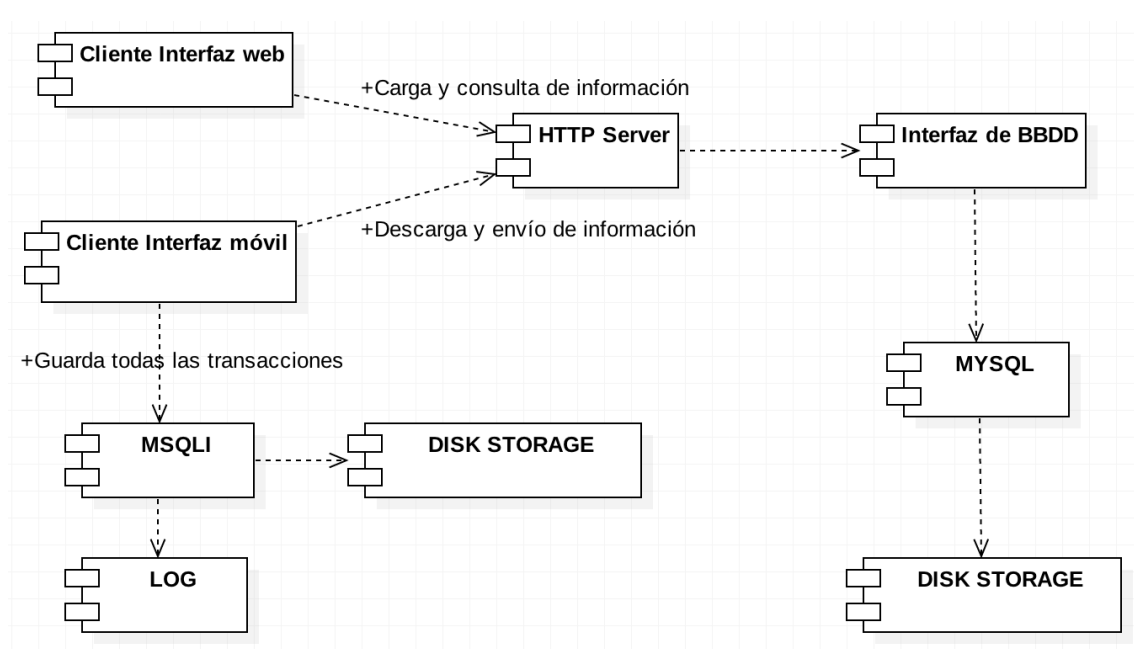 Cliente Interfaz web
+Carga y consulta de información
HTTP Server
Interfaz de BBDD
+Descarga y envío de información
Cliente Interfaz móvil
+Guarda todas las transacciones
MYSQL
MSQLI
DISK STORAGE
LOG
DISK STORAGE